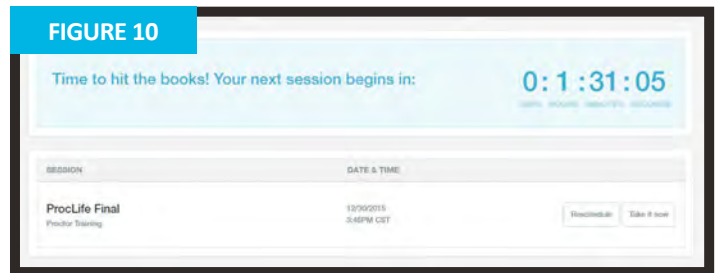 FIGURE 10
Time to hit the books! Your next session begins in:
0 : 1 : 31 : 05
DAYS HOURS MINUTES SECONDS
SESSION DATE & TIME
ProcLife Final
Proctor Training
12/30/2015
3:45PM CST
Reschedule Take it now